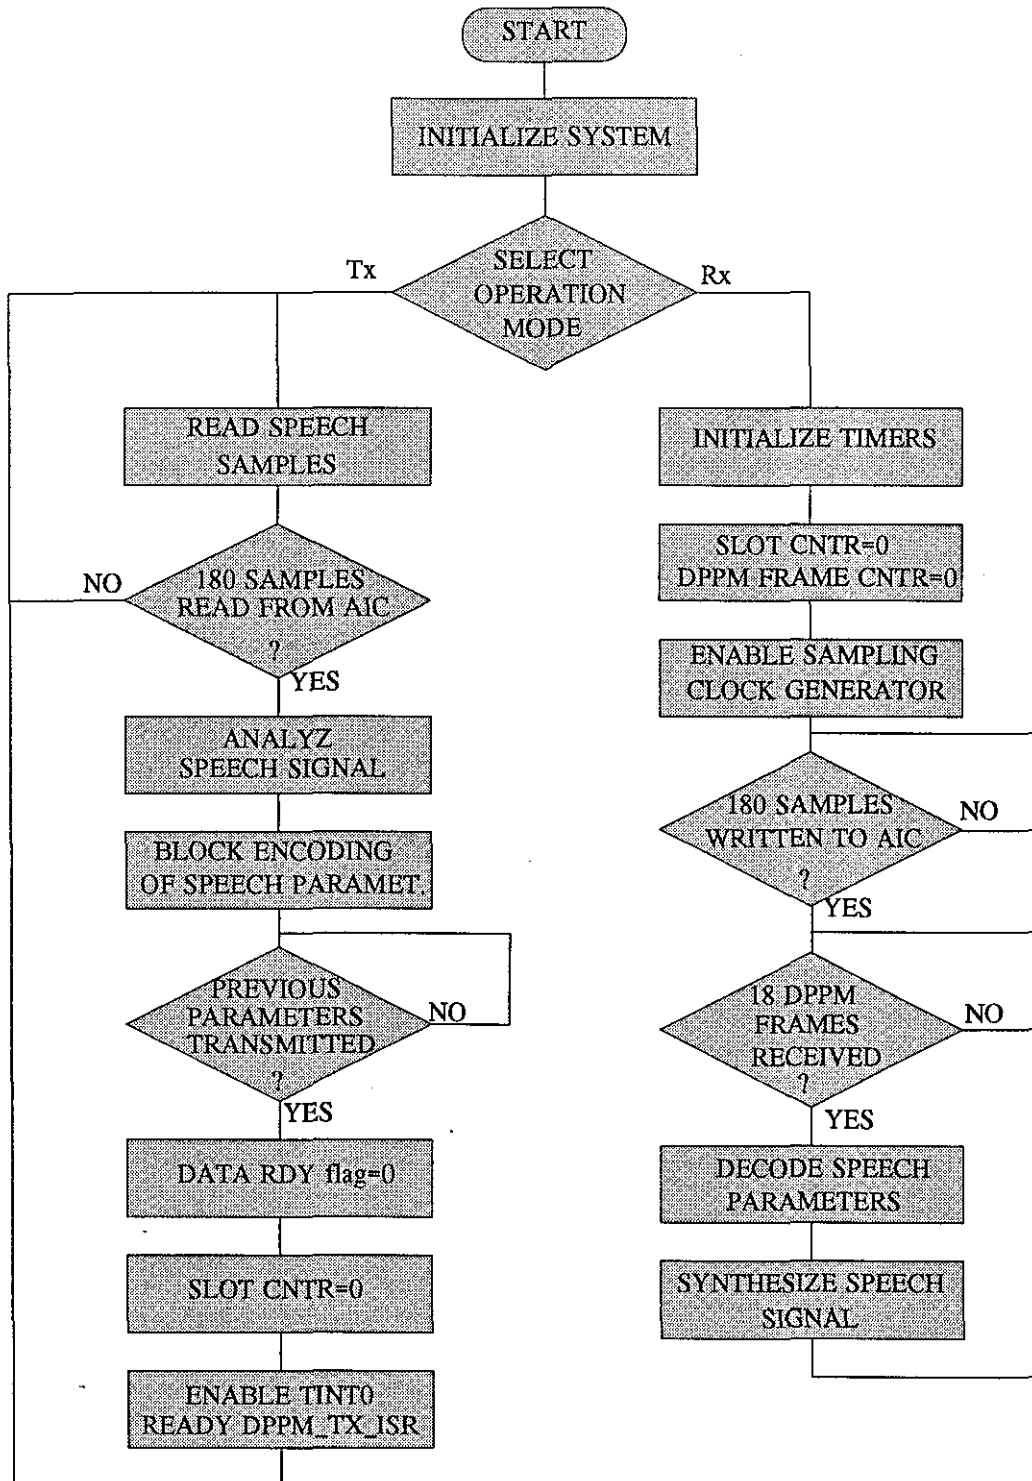 START
INITIALIZE SYSTEM
Tx
SELECT
OPERATION
MODE
Rx
READ SPEECH
SAMPLES
NO
180 SAMPLES
READ FROM AIC
?
YES
ANALYZ
SPEECH SIGNAL
BLOCK ENCODING
OF SPEECH PARAMET.
PREVIOUS
PARAMETERS
TRANSMITTED
?
NO
YES
DATA RDY flag=0
SLOT CNTR=0
ENABLE TINT0
READY DPPM_TX_ISR
INITIALIZE TIMERS
SLOT CNTR=0
DPPM FRAME CNTR=0
ENABLE SAMPLING
CLOCK GENERATOR
180 SAMPLES
WRITTEN TO AIC
?
NO
YES
18 DPPM
FRAMES
RECEIVED
?
NO
YES
DECODE SPEECH
PARAMETERS
SYNTHESIZE SPEECH
SIGNAL